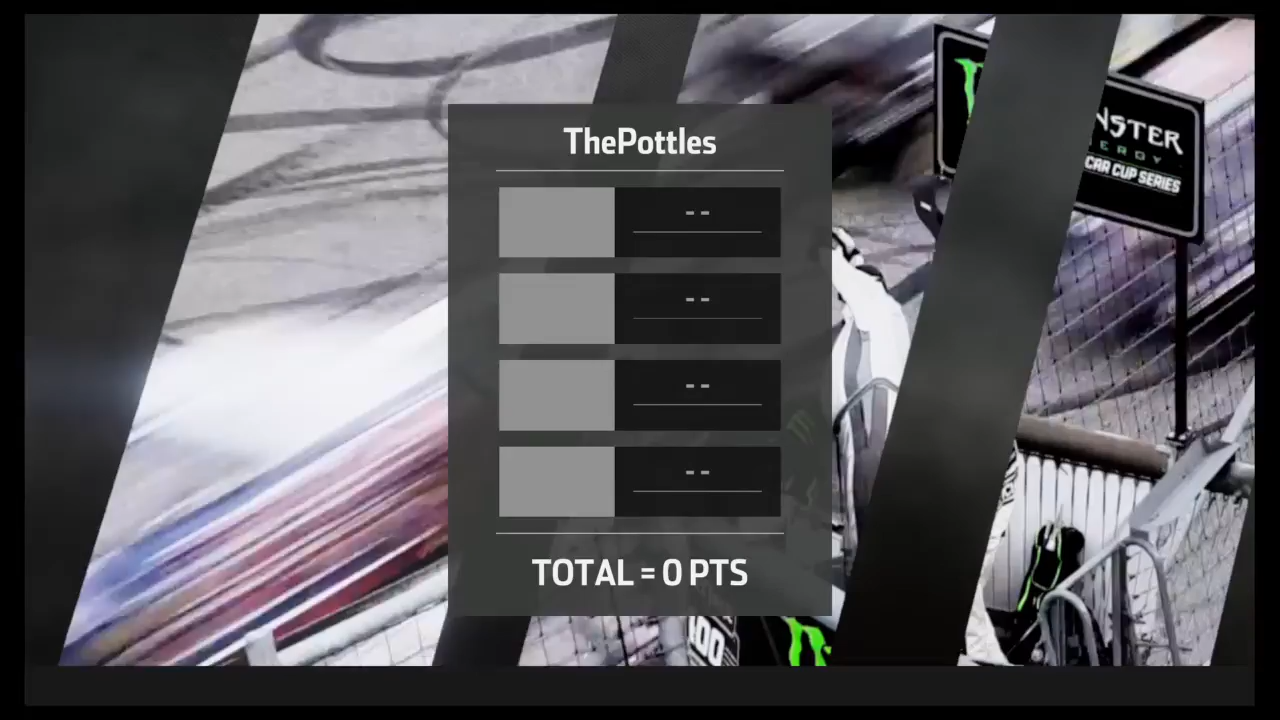 ThePottles
--
--
--
--
TOTAL = 0 PTS
NSTER
ERGY
CAR CUP SERIES